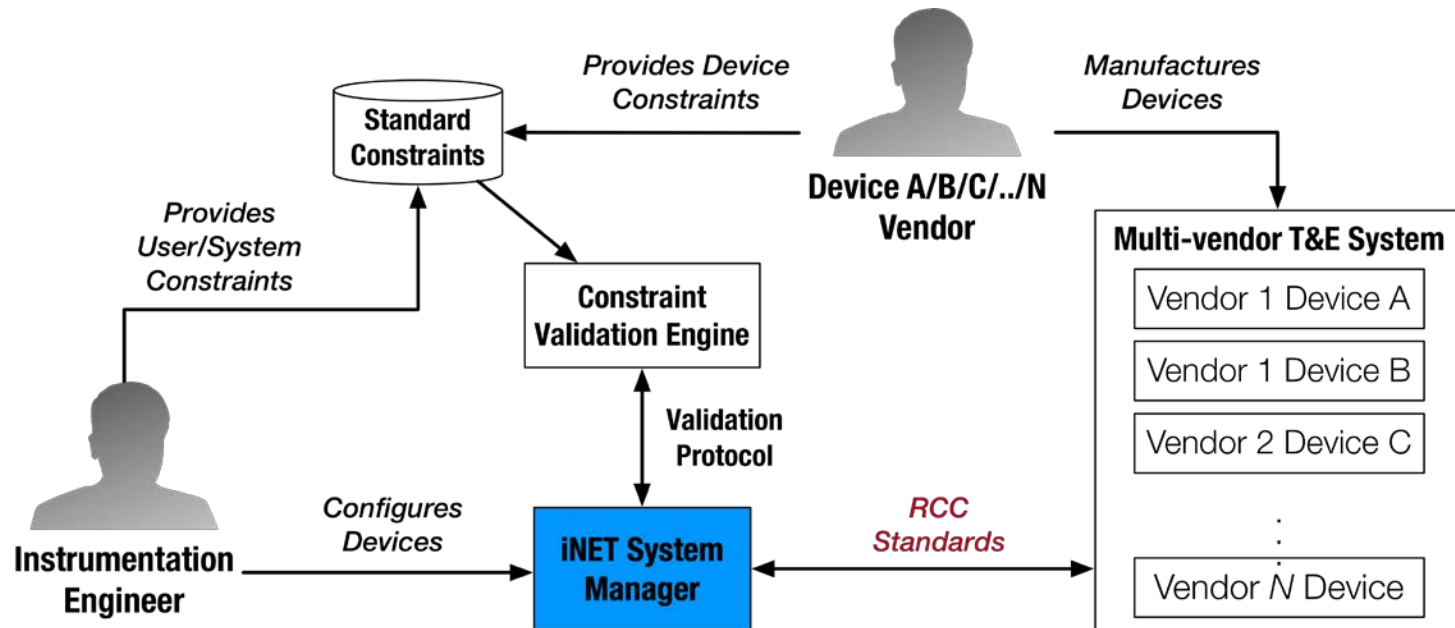 Provides Device
Constraints
Manufactures
Devices
Standard
Constraints
Device A/B/C/../N
Vendor
Provides
User/System
Constraints
Multi-vendor T&E System
Vendor 1 Device A
Vendor 1 Device B
Vendor 2 Device C
.
.
.
Vendor N Device
Constraint
Validation Engine
Validation
Protocol
Instrumentation
Engineer
Configures
Devices
iNET System
Manager
RCC
Standards